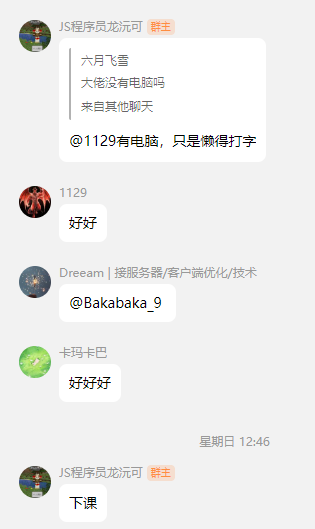 JS程序员龙沅可 群主
六月飞雪
大佬没有电脑吗
来自其他聊天
@1129有电脑，只是懒得打字
1129
好好
Dreeam | 接服务器/客户端优化/技术
@Bakabaka_9
卡玛卡巴
好好好
星期日 12:46
JS程序员龙沅可 群主
下课